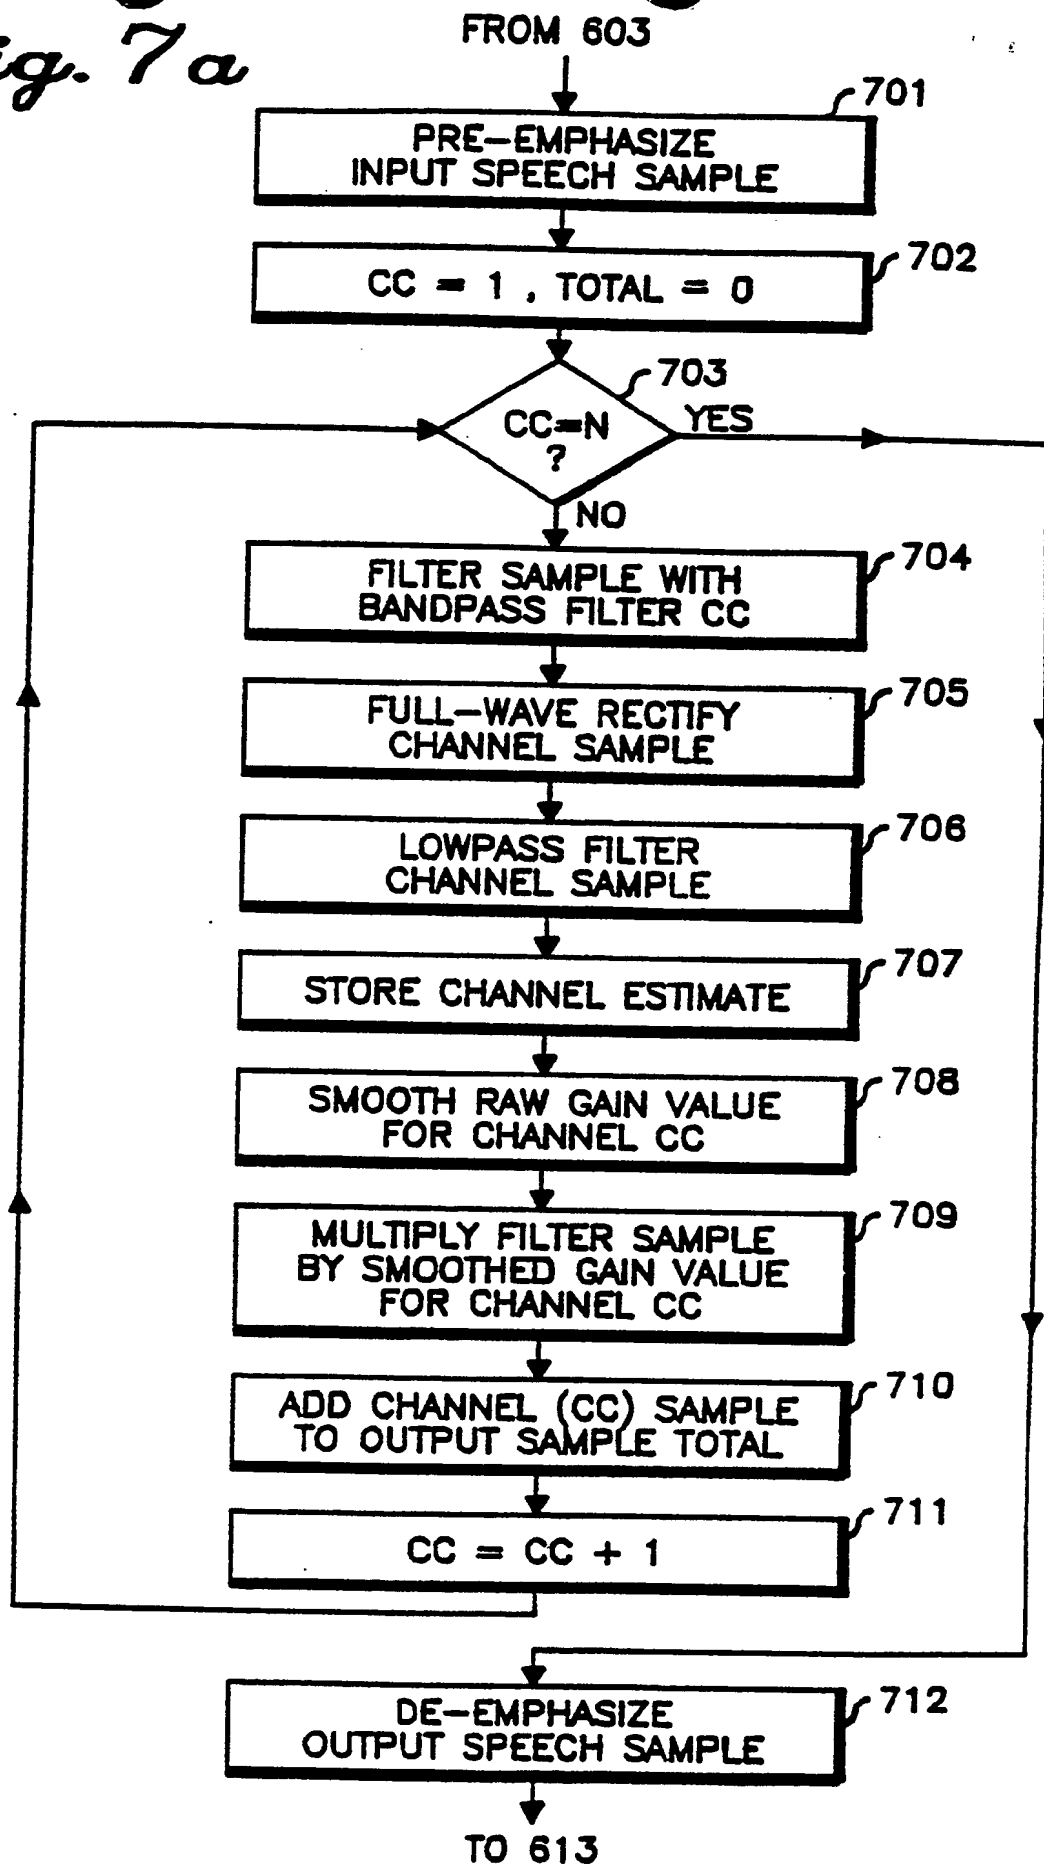 FROM 603
Fig. 7a
701
PRE-EMPHASIZE
INPUT SPEECH SAMPLE
702
CC = 1 , TOTAL = 0
703
CC=N
?
YES
NO
704
FILTER SAMPLE WITH
BANDPASS FILTER CC
705
FULL-WAVE RECTIFY
CHANNEL SAMPLE
706
LOWPASS FILTER
CHANNEL SAMPLE
707
STORE CHANNEL ESTIMATE
708
SMOOTH RAW GAIN VALUE
FOR CHANNEL CC
709
MULTIPLY FILTER SAMPLE
BY SMOOTHED GAIN VALUE
FOR CHANNEL CC
710
ADD CHANNEL (CC) SAMPLE
TO OUTPUT SAMPLE TOTAL
711
CC = CC + 1
712
DE-EMPHASIZE
OUTPUT SPEECH SAMPLE
TO 613